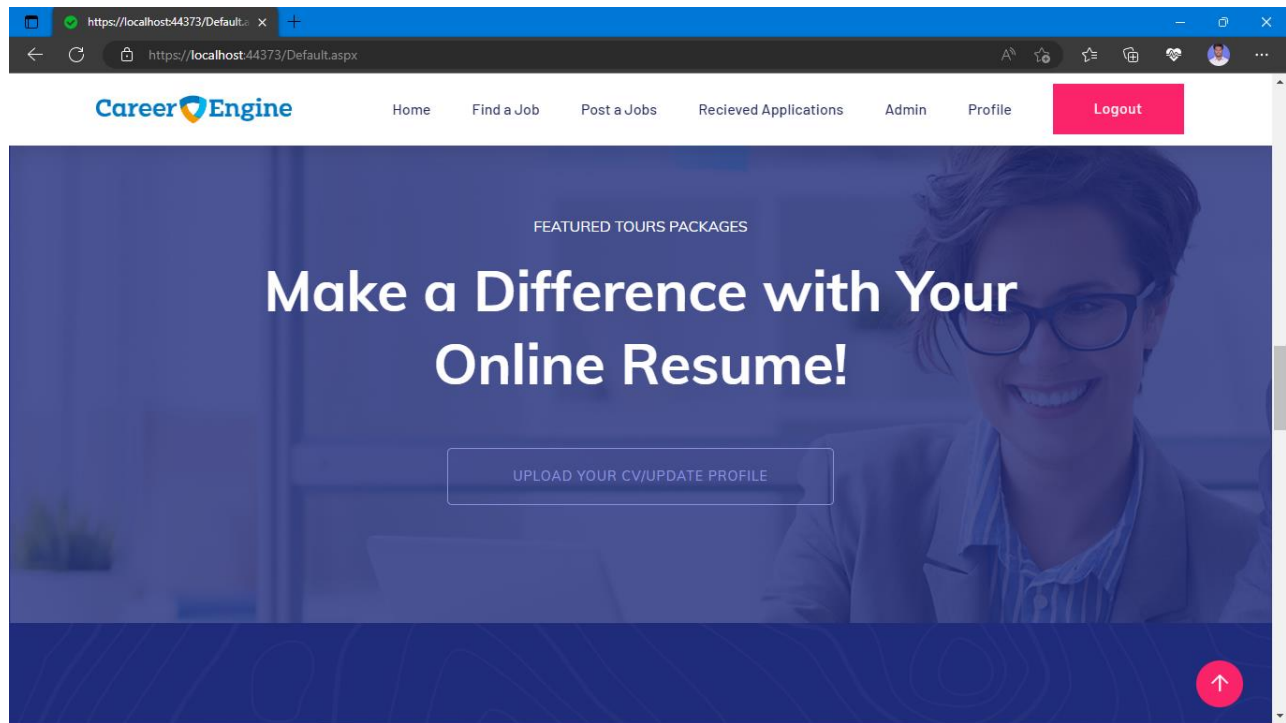 https://localhost:44373/Default.a
https://localhost:44373/Default.aspx
Career Engine
Home
Find a Job
Post a Jobs
Recieved Applications
Admin
Profile
Logout
FEATURED TOURS PACKAGES
Make a Difference with Your
Online Resume!
UPLOAD YOUR CV/UPDATE PROFILE